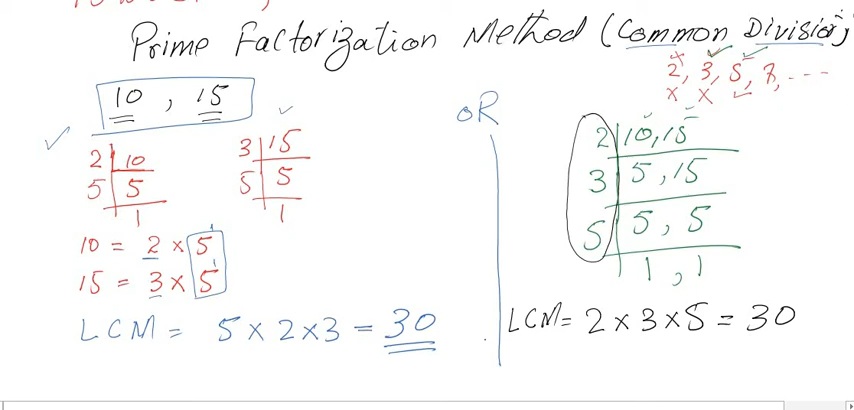 Prime Factorization Method (Common Division)
2, 3, 5, 7, ---
10 , 15
2 | 10
5 | 5
1
3 | 15
5 | 5
1
10 = 2 × 5
15 = 3 × 5
LCM = 5 × 2 × 3 = 30
OR
2 | 10, 15
3 | 5 , 15
5 | 5 , 5
1 , 1
LCM = 2 × 3 × 5 = 30